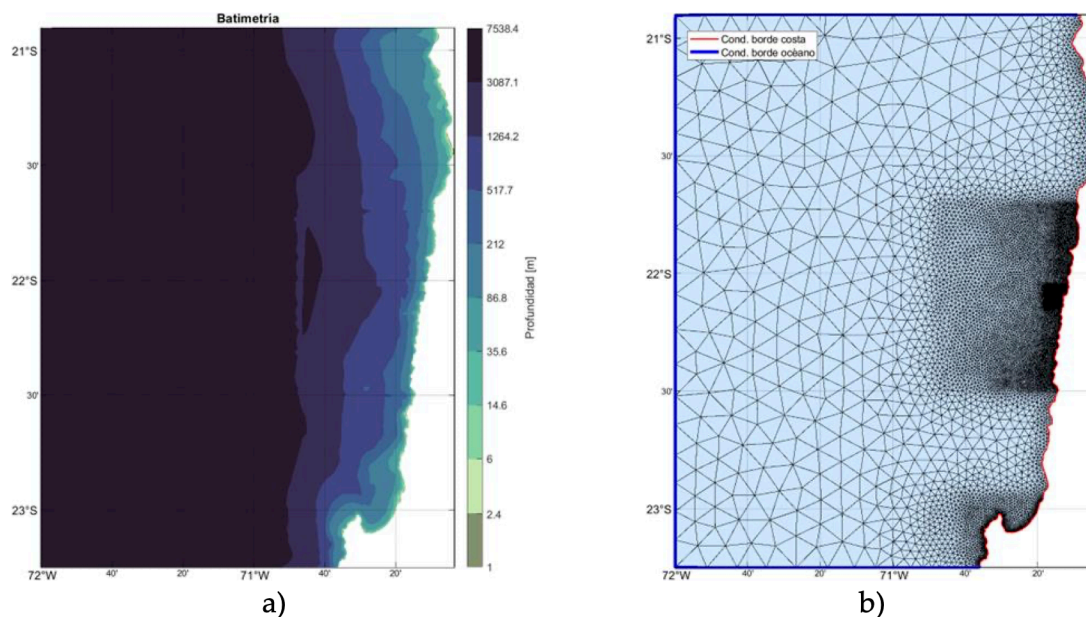 Batimetria
21°S
30'
22°S
30'
23°S
72°W
40'
20'
71°W
40'
20'
7538.4
3087.1
1264.2
517.7
212
86.8
35.6
14.6
6
2.4
1
Profundidad [m]
a)
Cond. borde costa
Cond. borde océano
21°S
30'
22°S
30'
23°S
72°W
40'
20'
71°W
40'
20'
b)